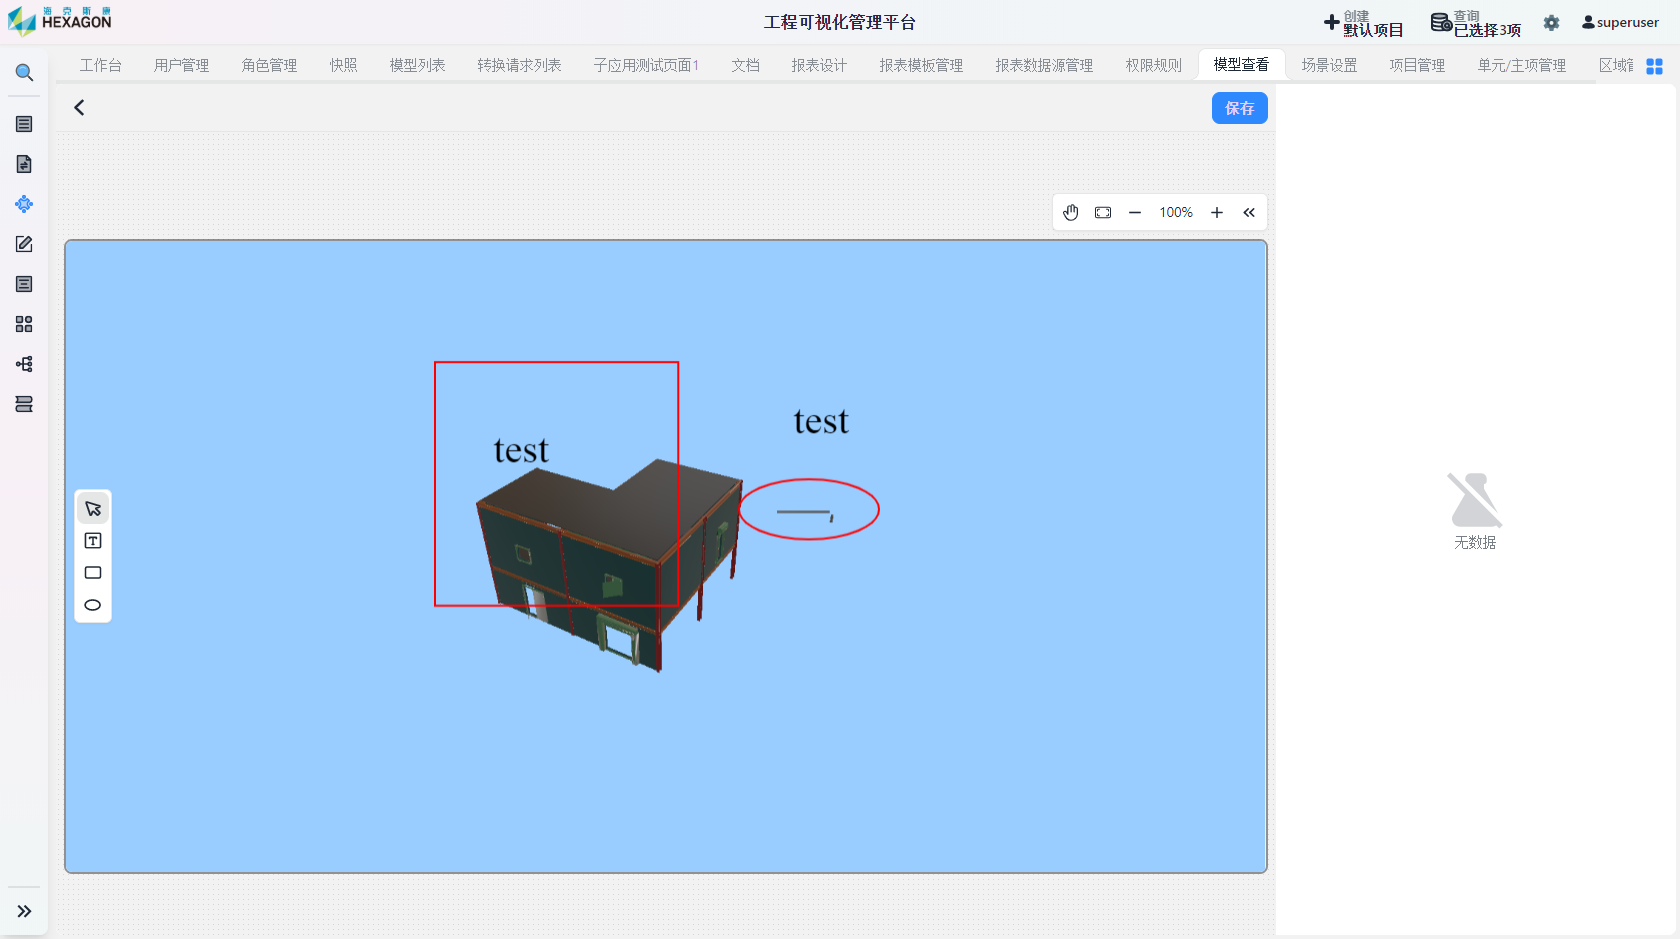 海克斯康
HEXAGON
工程可视化管理平台
创建
默认项目
查询
已选择3项
superuser
工作台
用户管理
角色管理
快照
模型列表
转换请求列表
子应用测试页面1
文档
报表设计
报表模板管理
报表数据源管理
权限规则
模型查看
场景设置
项目管理
单元/主项管理
区域
保存
100%
test
test
T
无数据